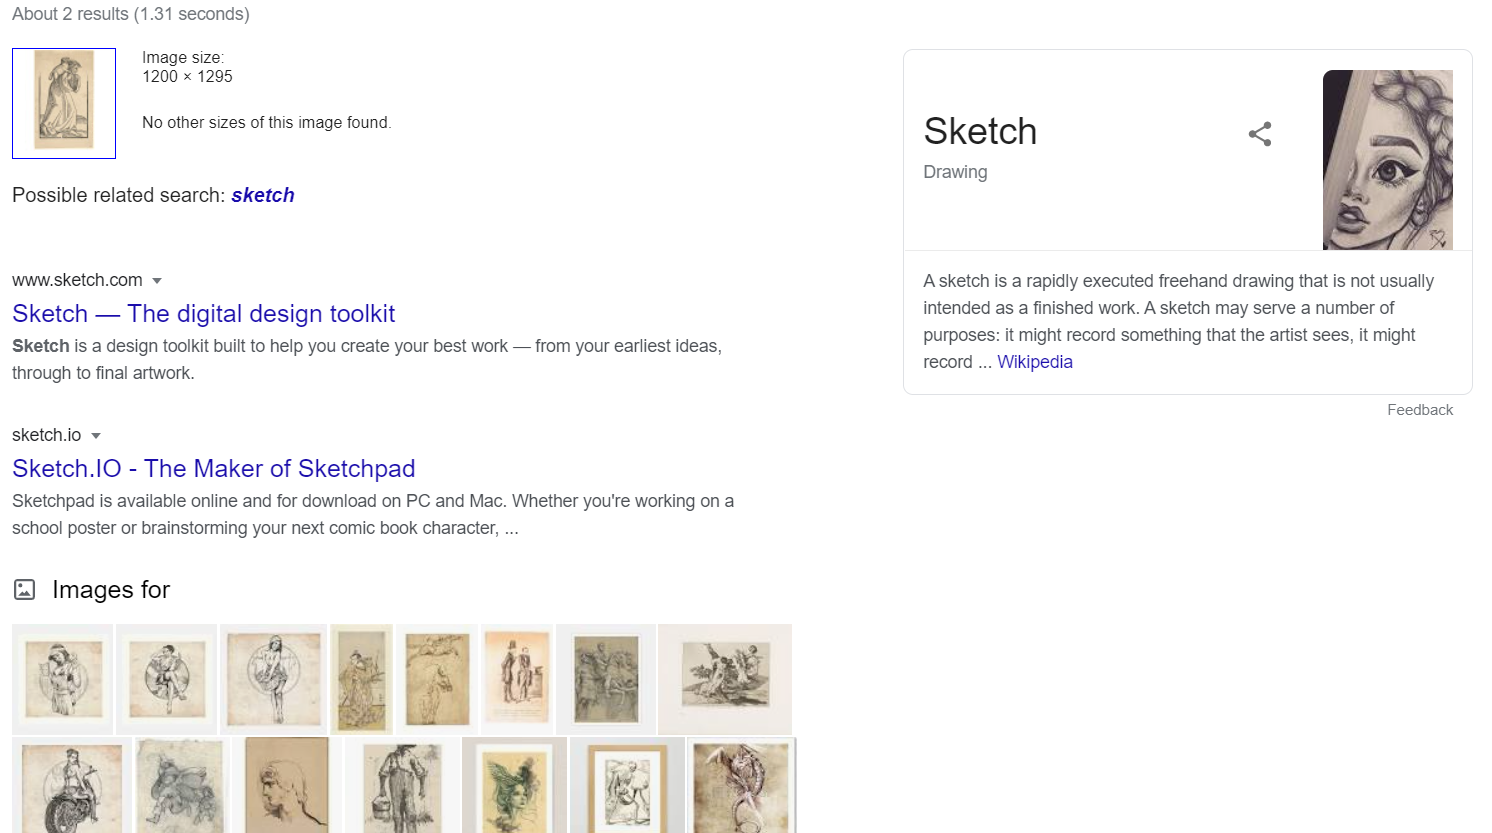 About 2 results (1.31 seconds)
Image size:
1200 × 1295
No other sizes of this image found.
Possible related search: sketch
www.sketch.com
Sketch — The digital design toolkit
Sketch is a design toolkit built to help you create your best work — from your earliest ideas,
through to final artwork.
sketch.io
Sketch.IO - The Maker of Sketchpad
Sketchpad is available online and for download on PC and Mac. Whether you're working on a
school poster or brainstorming your next comic book character, ...
Images for
Sketch
Drawing
A sketch is a rapidly executed freehand drawing that is not usually
intended as a finished work. A sketch may serve a number of
purposes: it might record something that the artist sees, it might
record ... Wikipedia
Feedback